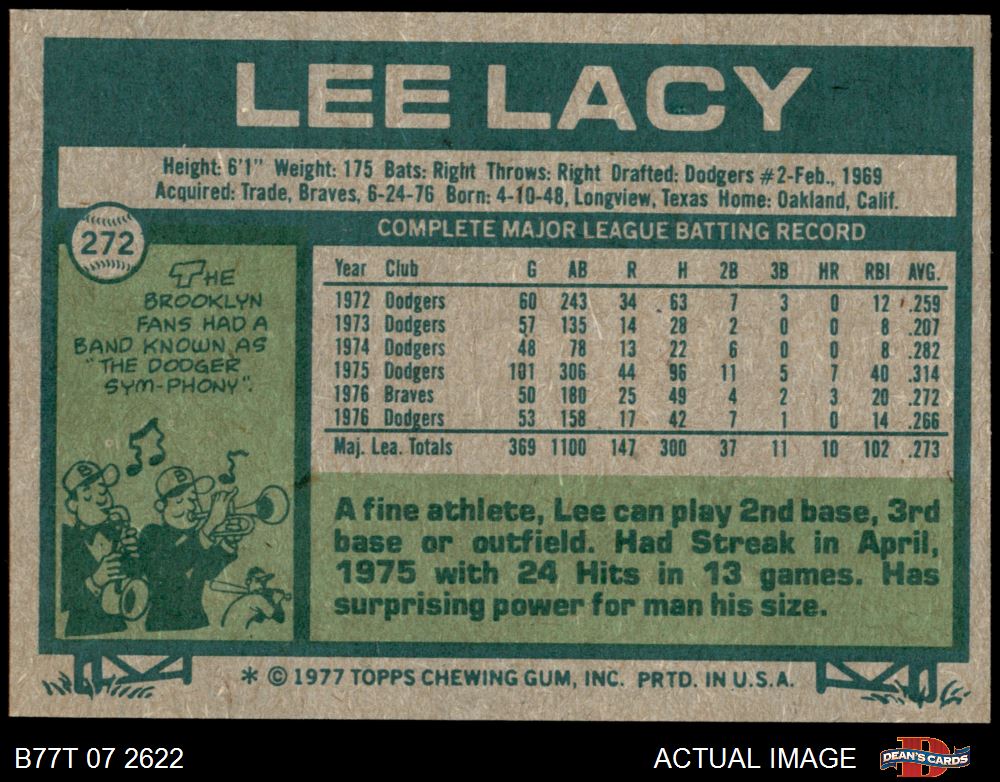 LEE LACY
Height: 6'1" Weight: 175 Bats: Right Throws: Right Drafted: Dodgers #2-Feb., 1969
Acquired: Trade, Braves, 6-24-76 Born: 4-10-48, Longview, Texas Home: Oakland, Calif.
272
THE
BROOKLYN
FANS HAD A
BAND KNOWN AS
"THE DODGER
SYM-PHONY".
COMPLETE MAJOR LEAGUE BATTING RECORD
Year Club G AB R H 2B 3B HR RBI AVG.
1972 Dodgers 60 243 34 63 7 3 0 12 .259
1973 Dodgers 57 135 14 28 2 0 0 8 .207
1974 Dodgers 48 78 13 22 6 0 0 8 .282
1975 Dodgers 101 306 44 96 11 5 7 40 .314
1976 Braves 50 180 25 49 4 2 3 20 .272
1976 Dodgers 53 158 17 42 7 1 0 14 .266
Maj. Lea. Totals 369 1100 147 300 37 11 10 102 .273
A fine athlete, Lee can play 2nd base, 3rd
base or outfield. Had Streak in April,
1975 with 24 Hits in 13 games. Has
surprising power for man his size.
* © 1977 TOPPS CHEWING GUM, INC. PRTD. IN U.S.A.
B77T 07 2622
ACTUAL IMAGE
DEAN'S CARDS